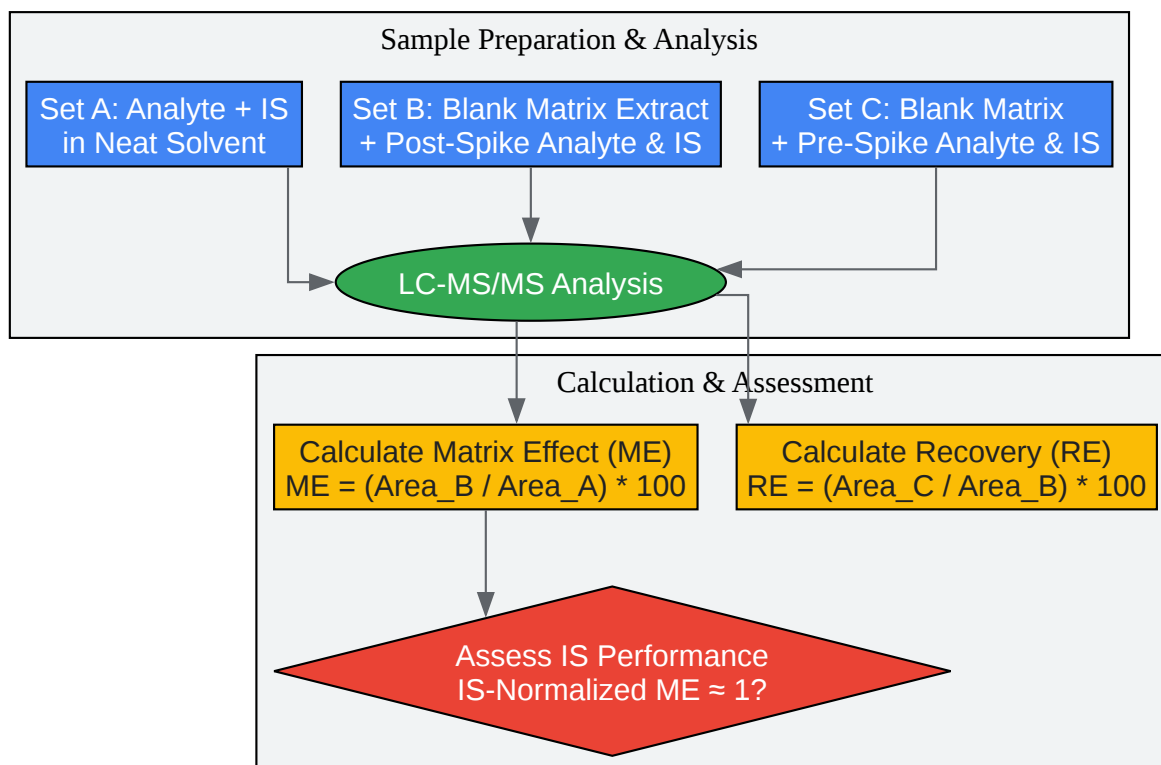 Sample Preparation & Analysis
Set A: Analyte + IS
in Neat Solvent
Set B: Blank Matrix Extract
+ Post-Spike Analyte & IS
Set C: Blank Matrix
+ Pre-Spike Analyte & IS
LC-MS/MS Analysis
Calculation & Assessment
Calculate Matrix Effect (ME)
ME = (Area_B / Area_A) * 100
Calculate Recovery (RE)
RE = (Area_C / Area_B) * 100
Assess IS Performance
IS-Normalized ME ≈ 1?